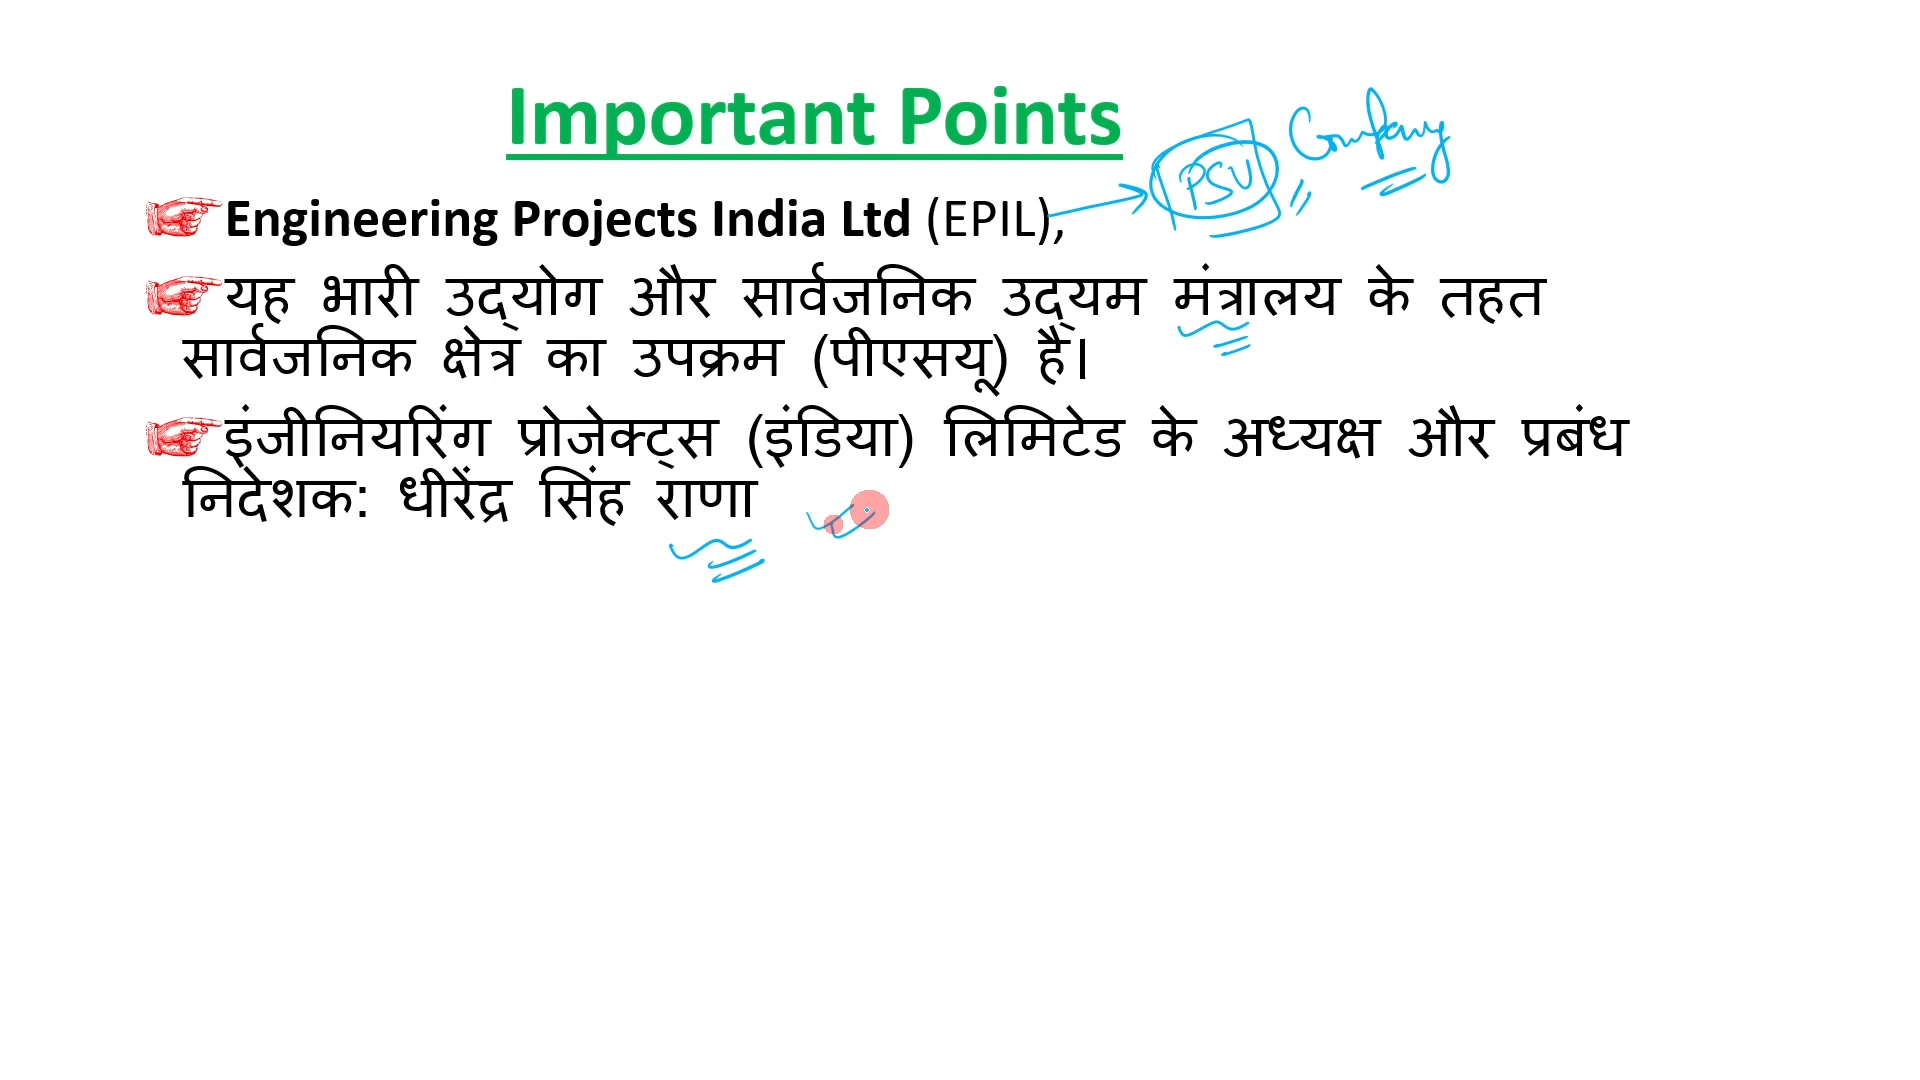 Important Points
PSU Company
Engineering Projects India Ltd (EPIL),
यह भारी उद्योग और सार्वजनिक उद्यम मंत्रालय के तहत
सार्वजनिक क्षेत्र का उपक्रम (पीएसयू) है।
इंजीनियरिंग प्रोजेक्ट्स (इंडिया) लिमिटेड के अध्यक्ष और प्रबंध
निदेशक: धीरेंद्र सिंह राणा